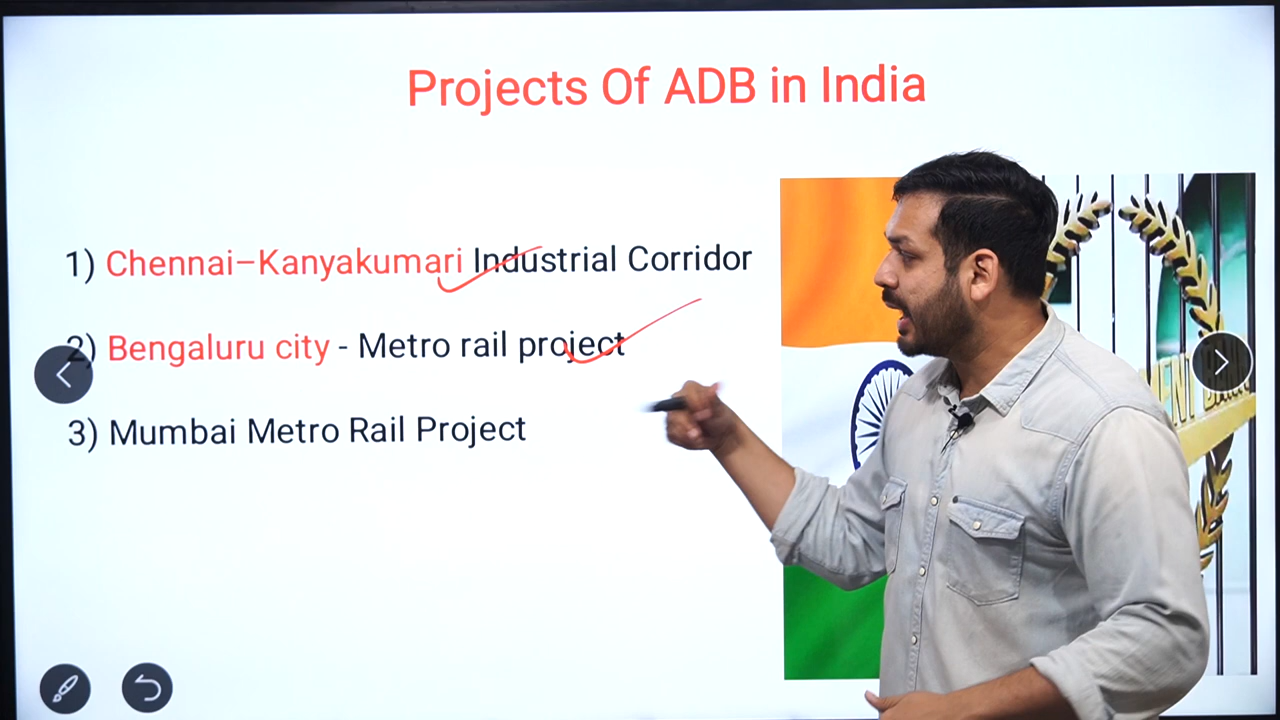 Projects Of ADB in India
1) Chennai–Kanyakumari Industrial Corridor
2) Bengaluru city - Metro rail project
3) Mumbai Metro Rail Project